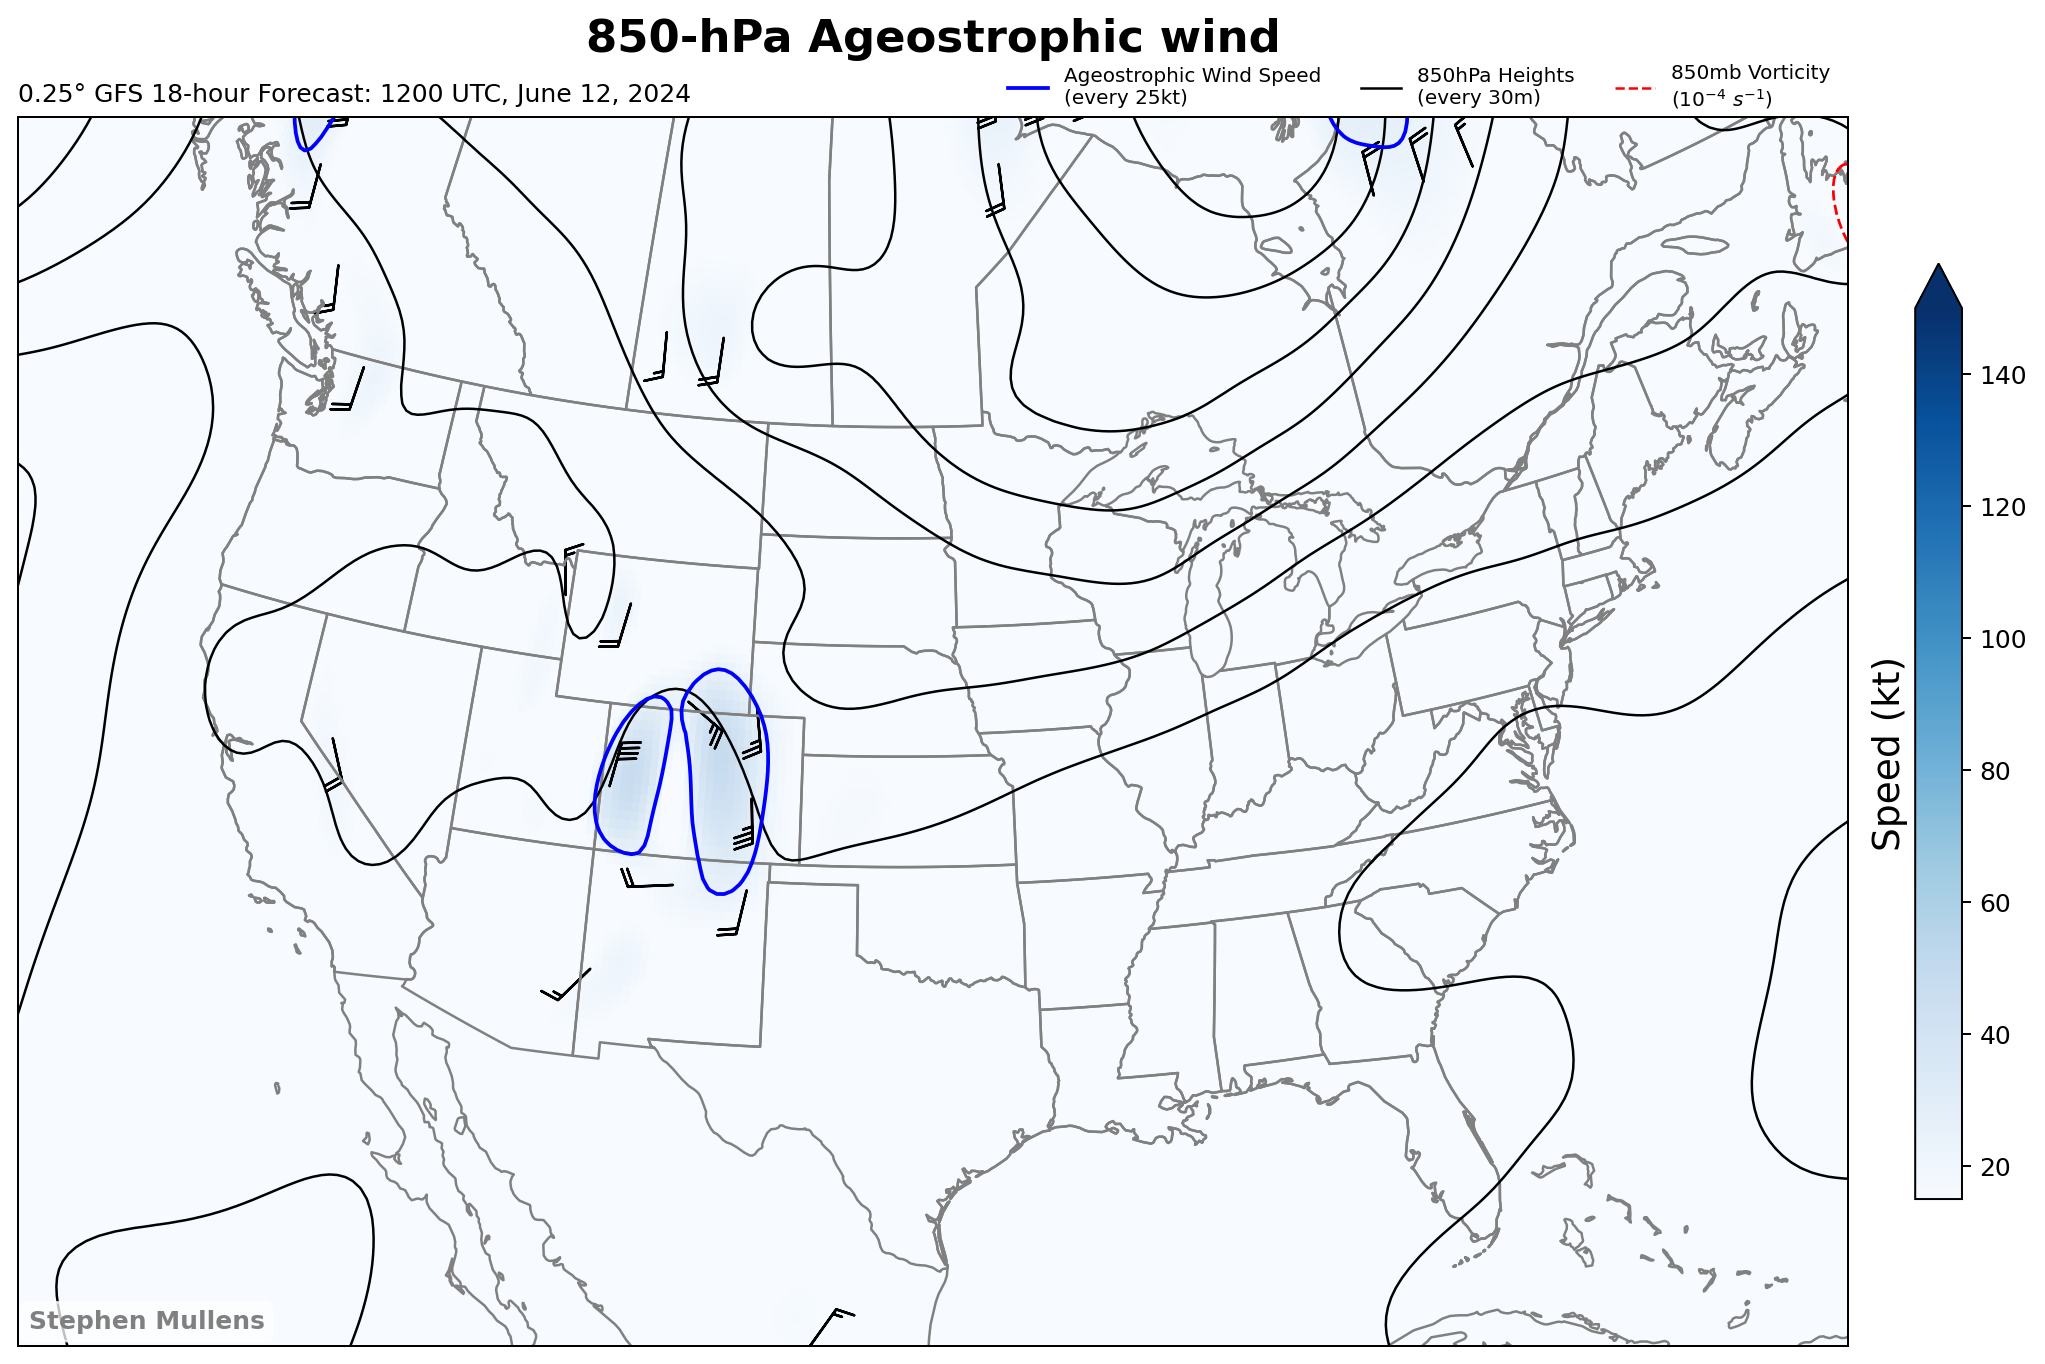 850-hPa Ageostrophic wind
0.25° GFS 18-hour Forecast: 1200 UTC, June 12, 2024
Ageostrophic Wind Speed
(every 25kt)
850hPa Heights
(every 30m)
850mb Vorticity
(10⁻⁴ s⁻¹)
140
120
100
80
60
40
20
Speed (kt)
Stephen Mullens